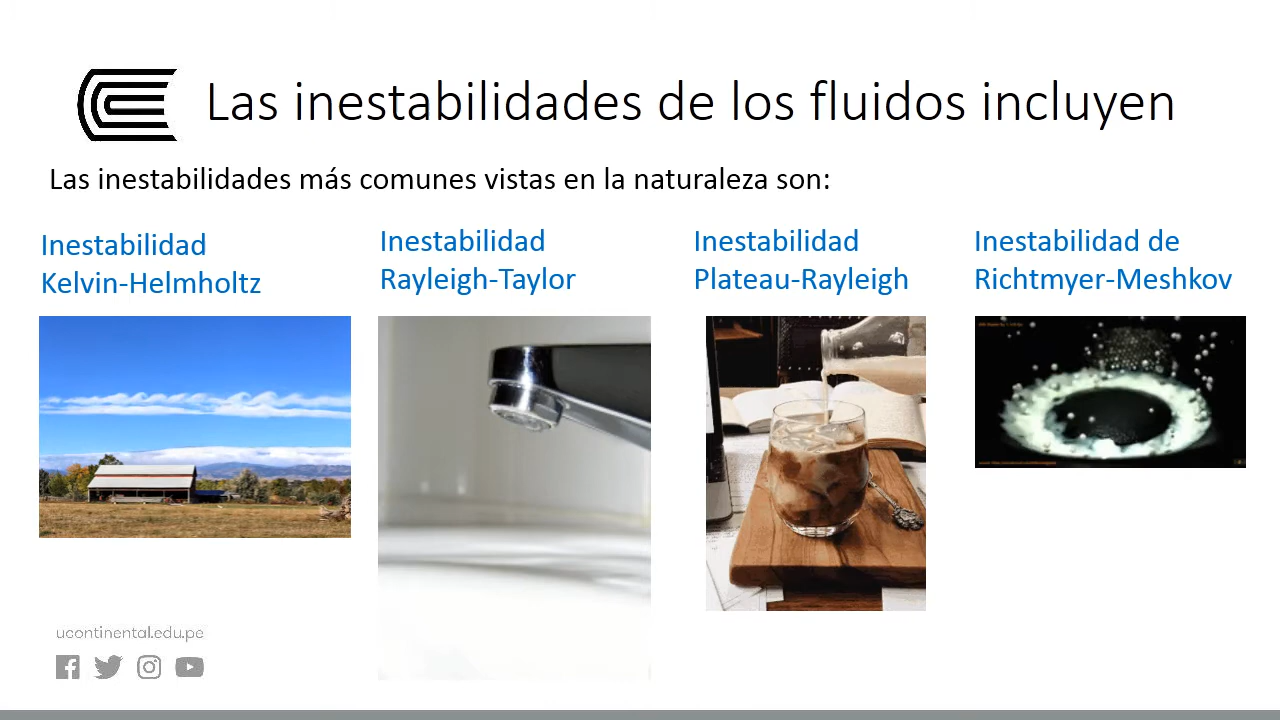 Las inestabilidades de los fluidos incluyen
Las inestabilidades más comunes vistas en la naturaleza son:
Inestabilidad
Kelvin-Helmholtz
Inestabilidad
Rayleigh-Taylor
Inestabilidad
Plateau-Rayleigh
Inestabilidad de
Richtmyer-Meshkov
ucontinental.edu.pe